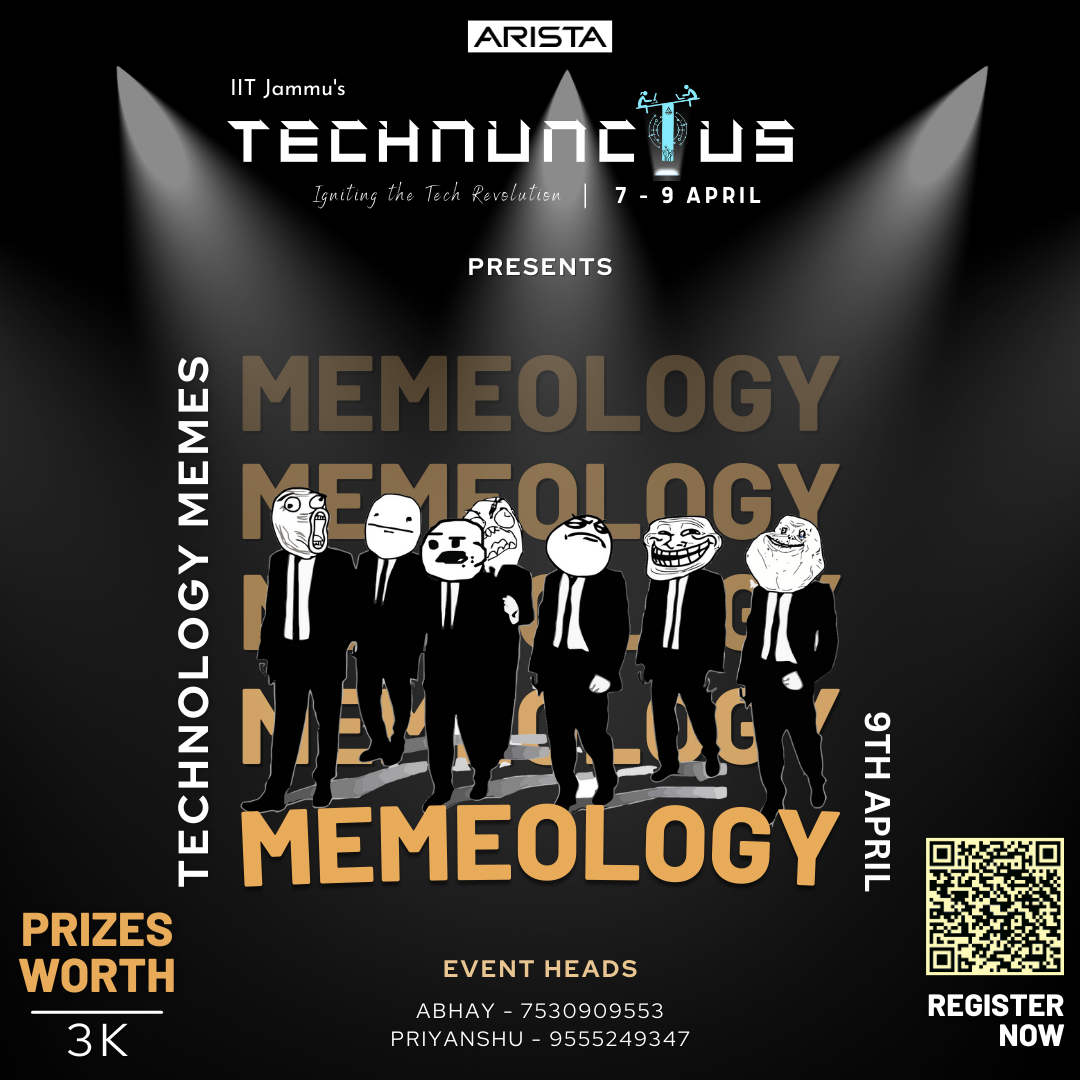 ARISTA
IIT Jammu's
TECHNUNCTUS
Igniting the Tech Revolution | 7 - 9 APRIL
PRESENTS
TECHNOLOGY MEMES
MEMEOLOGY
MEMEOLOGY
MEMEOLOGY
MEMEOLOGY
MEMEOLOGY
9TH APRIL
PRIZES
WORTH
3K
EVENT HEADS
ABHAY - 7530909553
PRIYANSHU - 9555249347
REGISTER
NOW